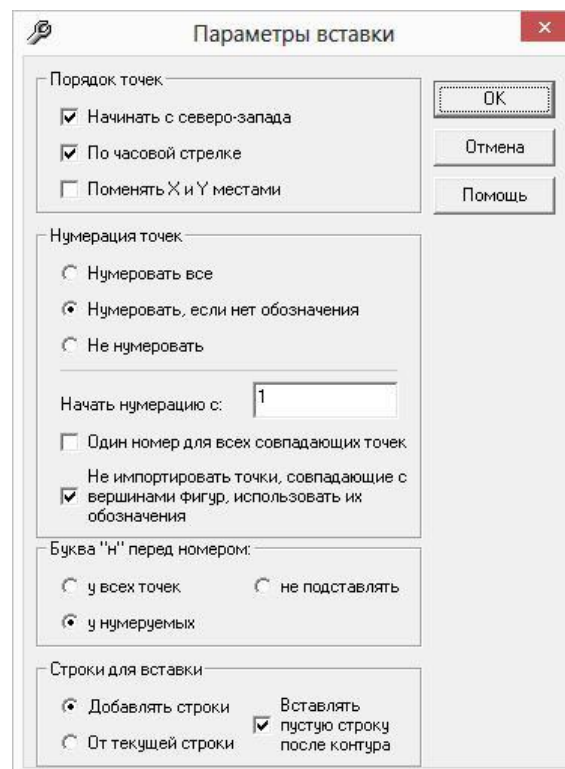 Параметры вставки
Порядок точек
Начинать с северо-запада
По часовой стрелке
Поменять X и Y местами
OK
Отмена
Помощь
Нумерация точек
Нумеровать все
Нумеровать, если нет обозначения
Не нумеровать
Начать нумерацию с: 1
Один номер для всех совпадающих точек
Не импортировать точки, совпадающие с
вершинами фигур, использовать их
обозначения
Буква "н" перед номером:
у всех точек
не подставлять
у нумеруемых
Строки для вставки
Добавлять строки
От текущей строки
Вставлять
пустую строку
после контура